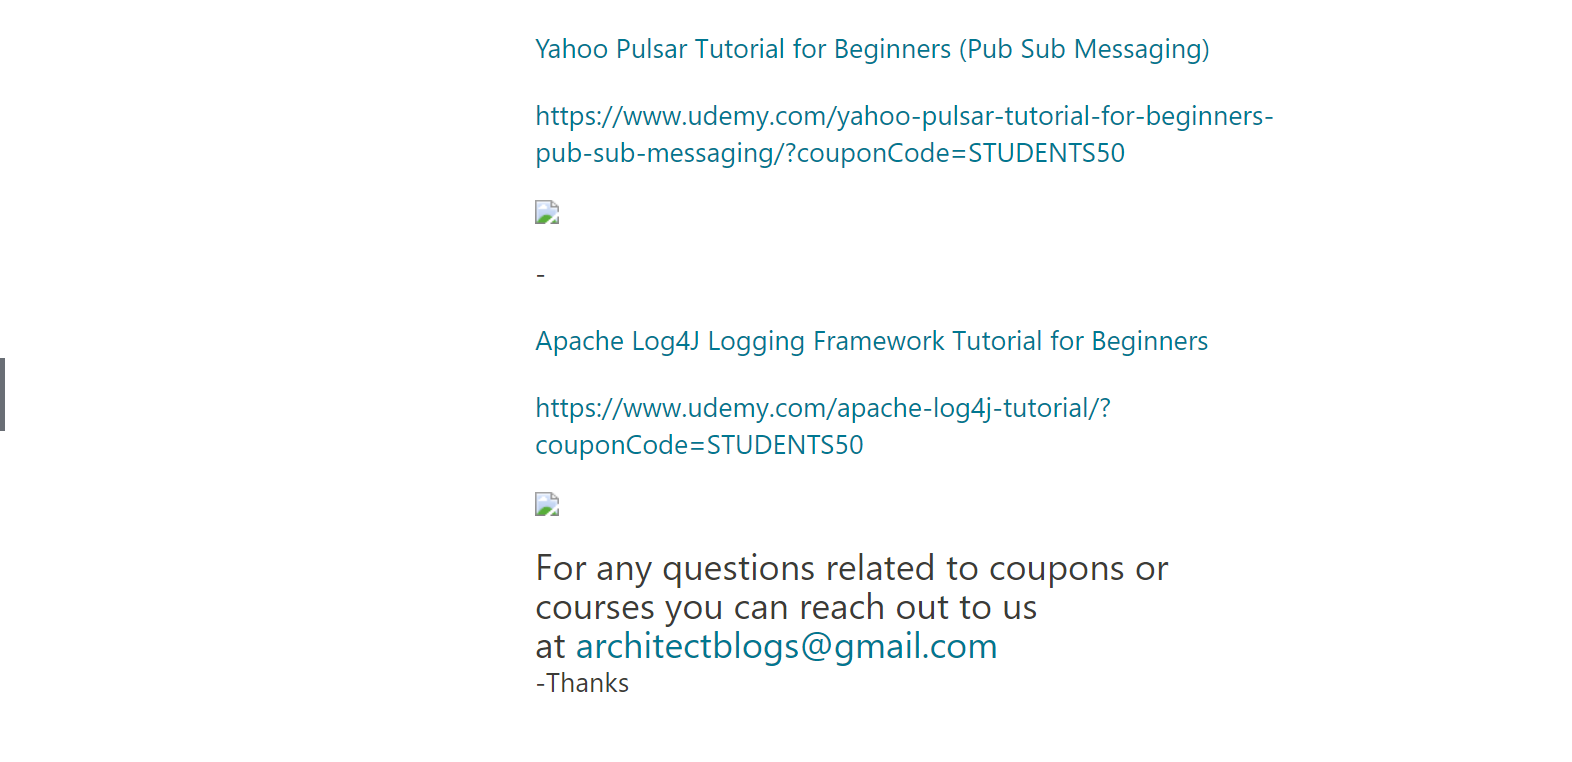 Yahoo Pulsar Tutorial for Beginners (Pub Sub Messaging)
https://www.udemy.com/yahoo-pulsar-tutorial-for-beginners-
pub-sub-messaging/?couponCode=STUDENTS50
-
Apache Log4J Logging Framework Tutorial for Beginners
https://www.udemy.com/apache-log4j-tutorial/?
couponCode=STUDENTS50
For any questions related to coupons or
courses you can reach out to us
at architectblogs@gmail.com
-Thanks